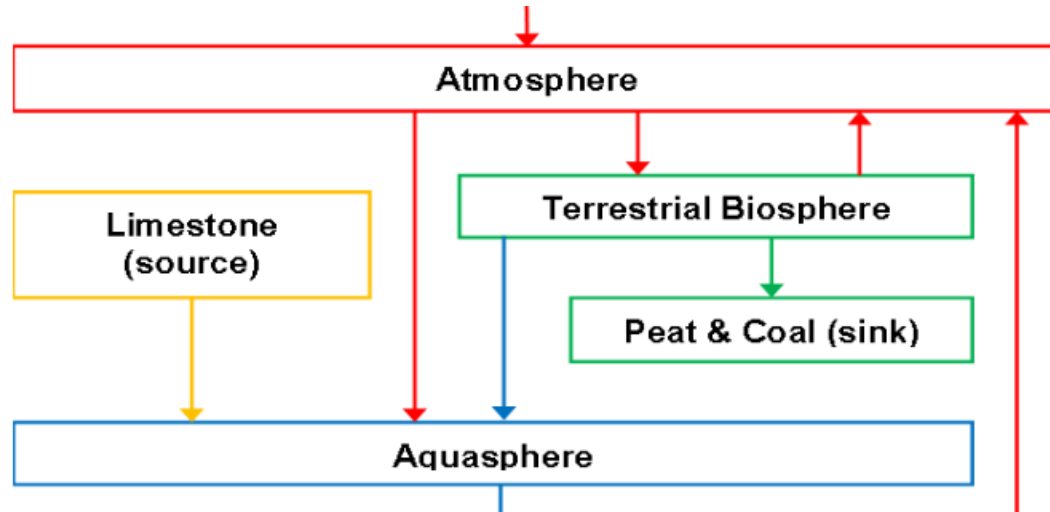 Atmosphere
Limestone
(source)
Terrestrial Biosphere
Peat & Coal (sink)
Aquasphere